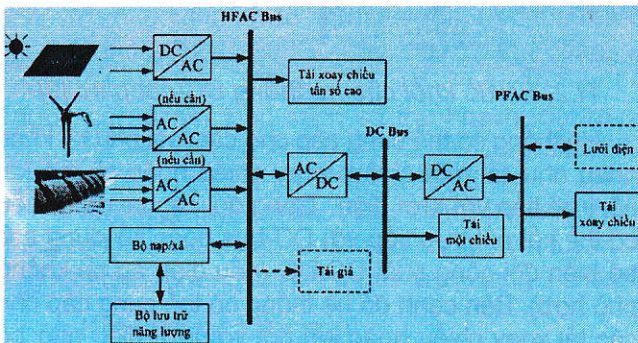 HFAC Bus
DC
AC
Tải xoay chiều
tần số cao
(nếu cần)
AC
AC
(nếu cần)
AC
AC
DC Bus
PFAC Bus
Lưới điện
AC
DC
DC
AC
Tải
xoay chiều
Tải
một chiều
Bộ nạp/xả
Tải giả
Bộ lưu trữ
năng lượng